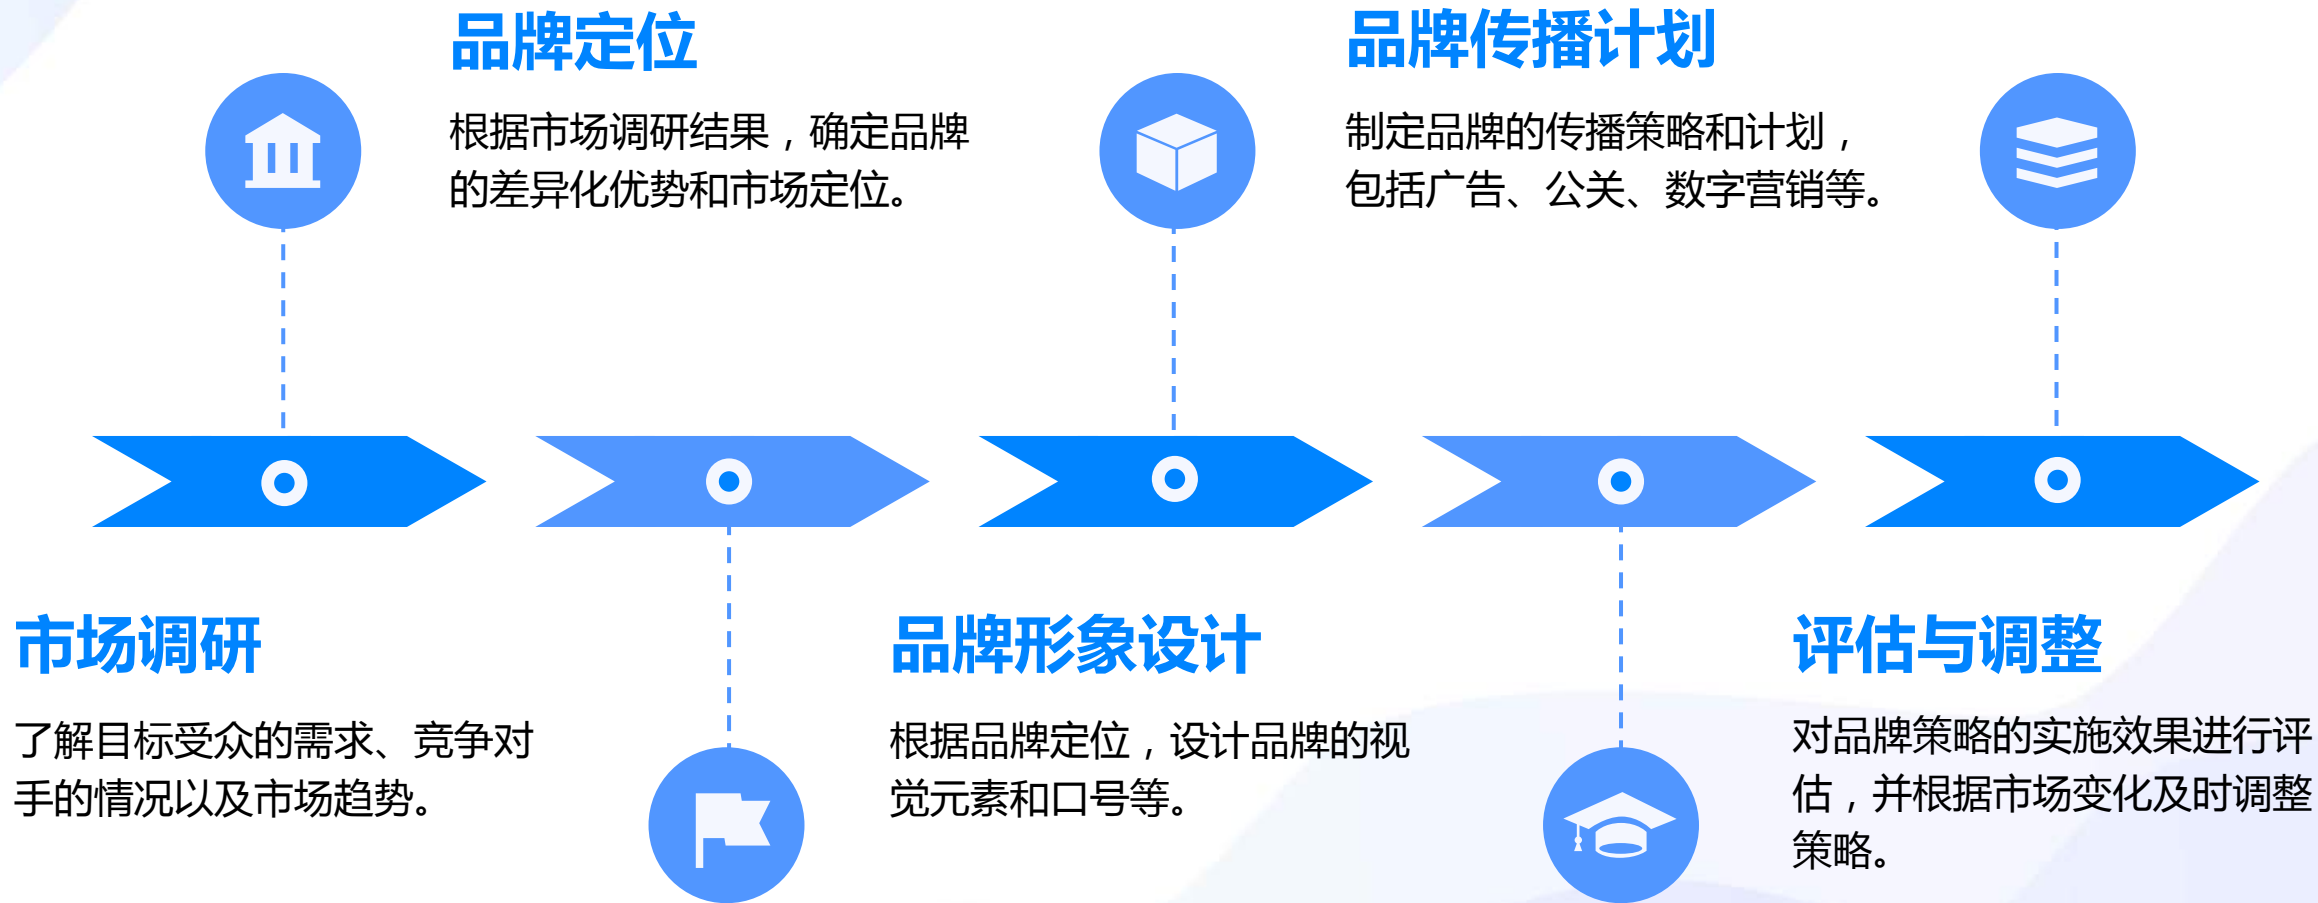 品牌定位
根据市场调研结果，确定品牌
的差异化优势和市场定位。
品牌传播计划
制定品牌的传播策略和计划，
包括广告、公关、数字营销等。
市场调研
了解目标受众的需求、竞争对
手的情况以及市场趋势。
品牌形象设计
根据品牌定位，设计品牌的视
觉元素和口号等。
评估与调整
对品牌策略的实施效果进行评
估，并根据市场变化及时调整
策略。